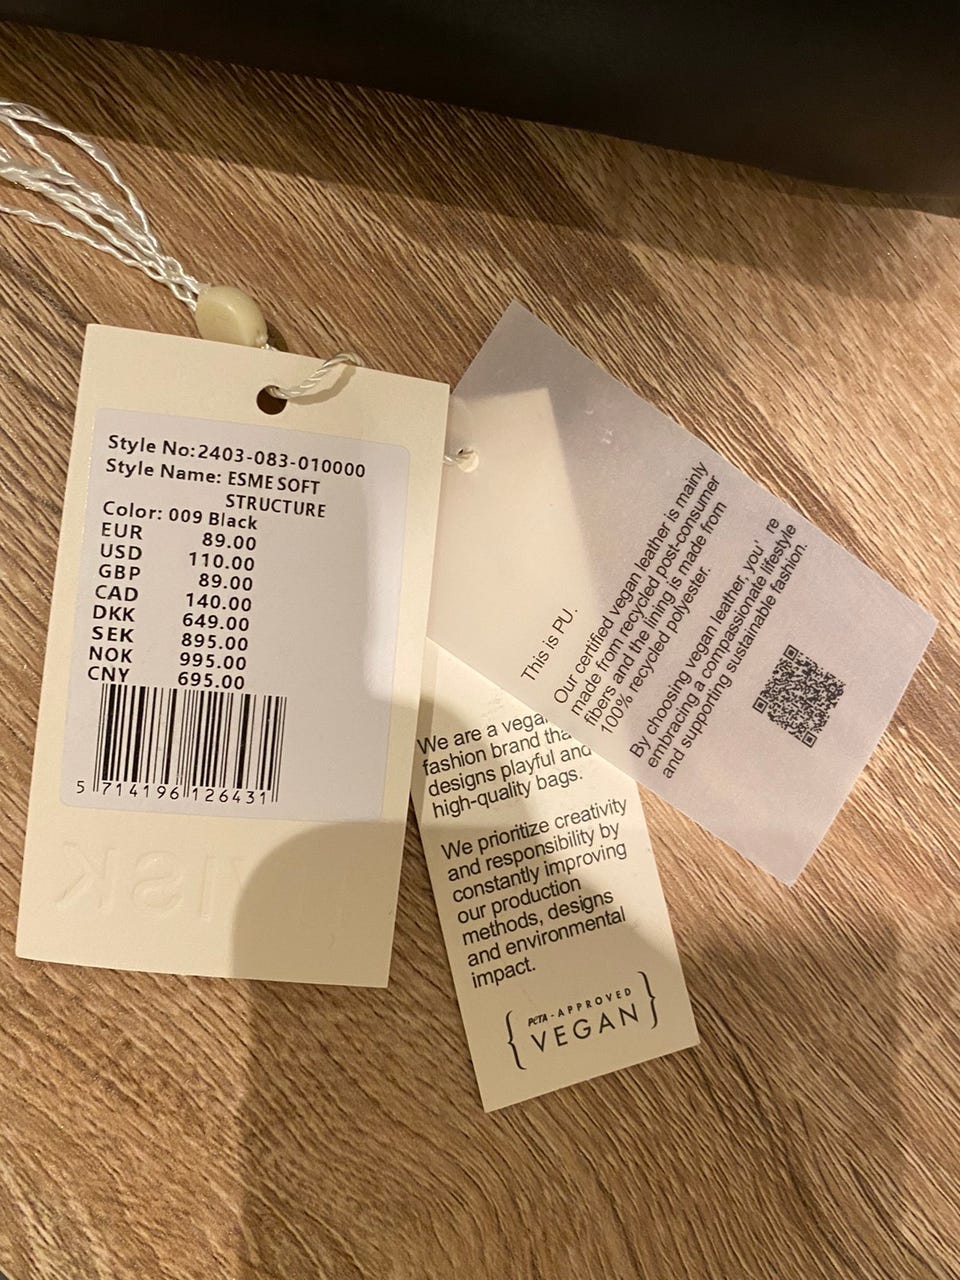 Style No:2403-083-010000
Style Name: ESME SOFT
STRUCTURE
Color: 009 Black
EUR 89.00
USD 110.00
GBP 89.00
CAD 140.00
DKK 649.00
SEK 895.00
NOK 995.00
CNY 695.00
5 714196 126431
This is PU.
Our certified vegan leather is mainly
made from recycled post-consumer
fibers and the lining is made from
100% recycled polyester.
By choosing vegan leather, you' re
embracing a compassionate lifestyle
and supporting sustainable fashion.
We are a
fashion brand
designs playful and
high-quality bags.
We prioritize creativity
and responsibility by
constantly improving
our production
methods, designs
and environmental
impact.
PETA-APPROVED
VEGAN